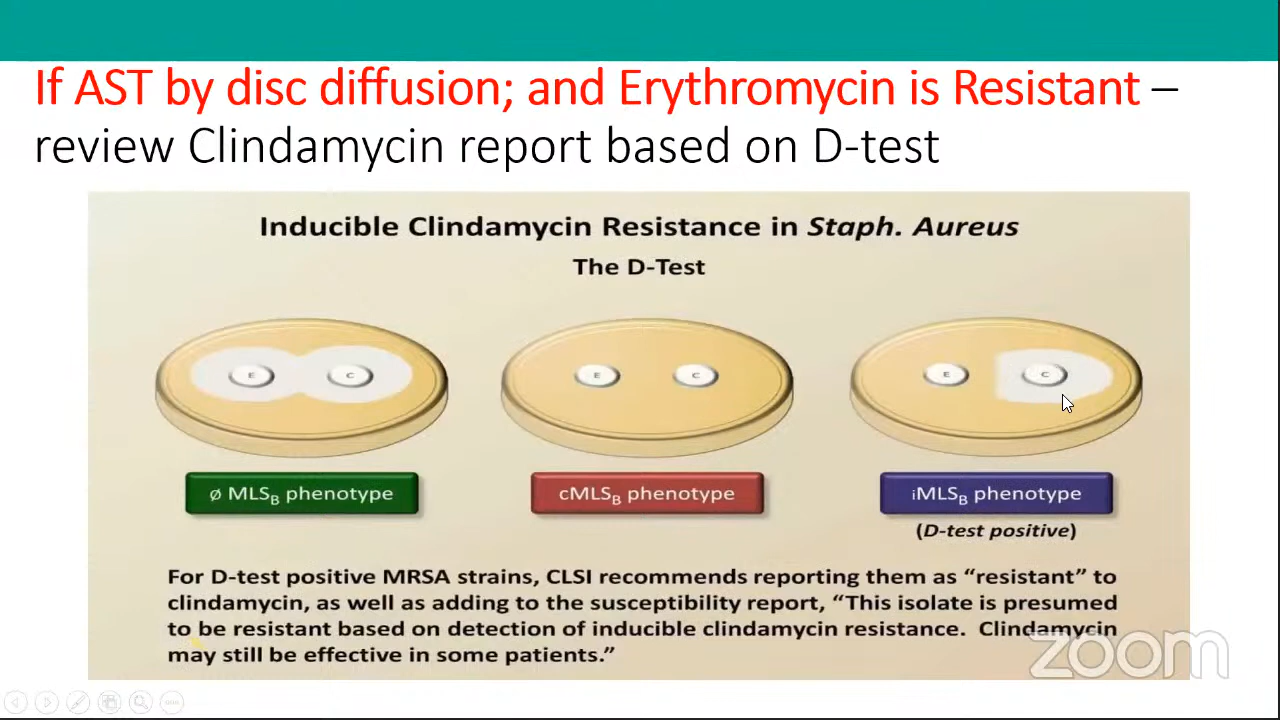 If AST by disc diffusion; and Erythromycin is Resistant –
review Clindamycin report based on D-test
Inducible Clindamycin Resistance in Staph. Aureus
The D-Test
E C
E C
E C
ø MLSB phenotype
cMLSB phenotype
iMLSB phenotype
(D-test positive)
For D-test positive MRSA strains, CLSI recommends reporting them as “resistant” to
clindamycin, as well as adding to the susceptibility report, “This isolate is presumed
to be resistant based on detection of inducible clindamycin resistance. Clindamycin
may still be effective in some patients.”
zoom